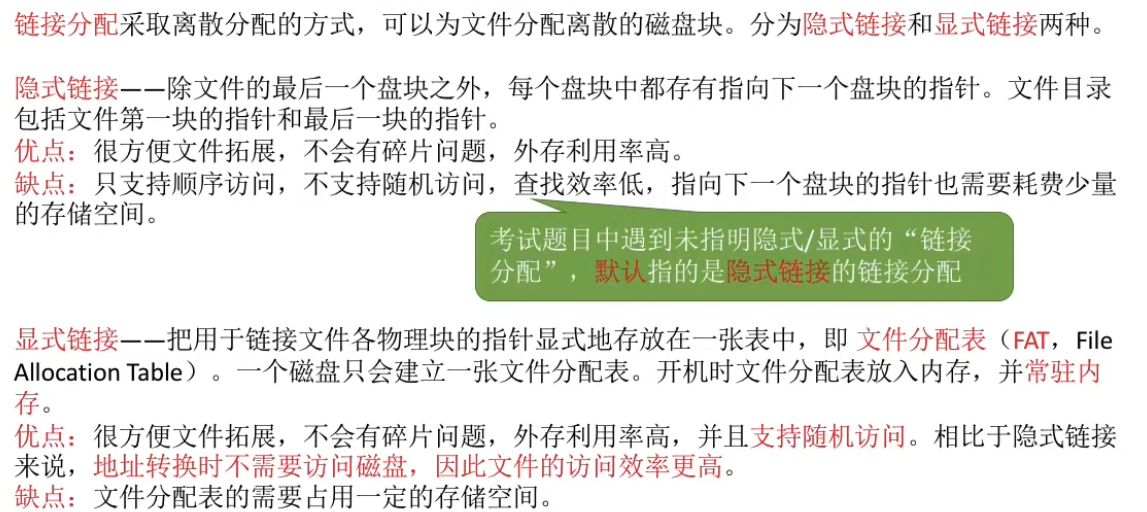 链接分配采取离散分配的方式，可以为文件分配离散的磁盘块。分为隐式链接和显式链接两种。
隐式链接——除文件的最后一个盘块之外，每个盘块中都存有指向下一个盘块的指针。文件目录
包括文件第一块的指针和最后一块的指针。
优点：很方便文件拓展，不会有碎片问题，外存利用率高。
缺点：只支持顺序访问，不支持随机访问，查找效率低，指向下一个盘块的指针也需要耗费少量
的存储空间。
考试题目中遇到未指明隐式/显式的“链接
分配”，默认指的是隐式链接的链接分配
显式链接——把用于链接文件各物理块的指针显式地存放在一张表中，即 文件分配表（FAT，File
Allocation Table）。一个磁盘只会建立一张文件分配表。开机时文件分配表放入内存，并常驻内
存。
优点：很方便文件拓展，不会有碎片问题，外存利用率高，并且支持随机访问。相比于隐式链接
来说，地址转换时不需要访问磁盘，因此文件的访问效率更高。
缺点：文件分配表的需要占用一定的存储空间。